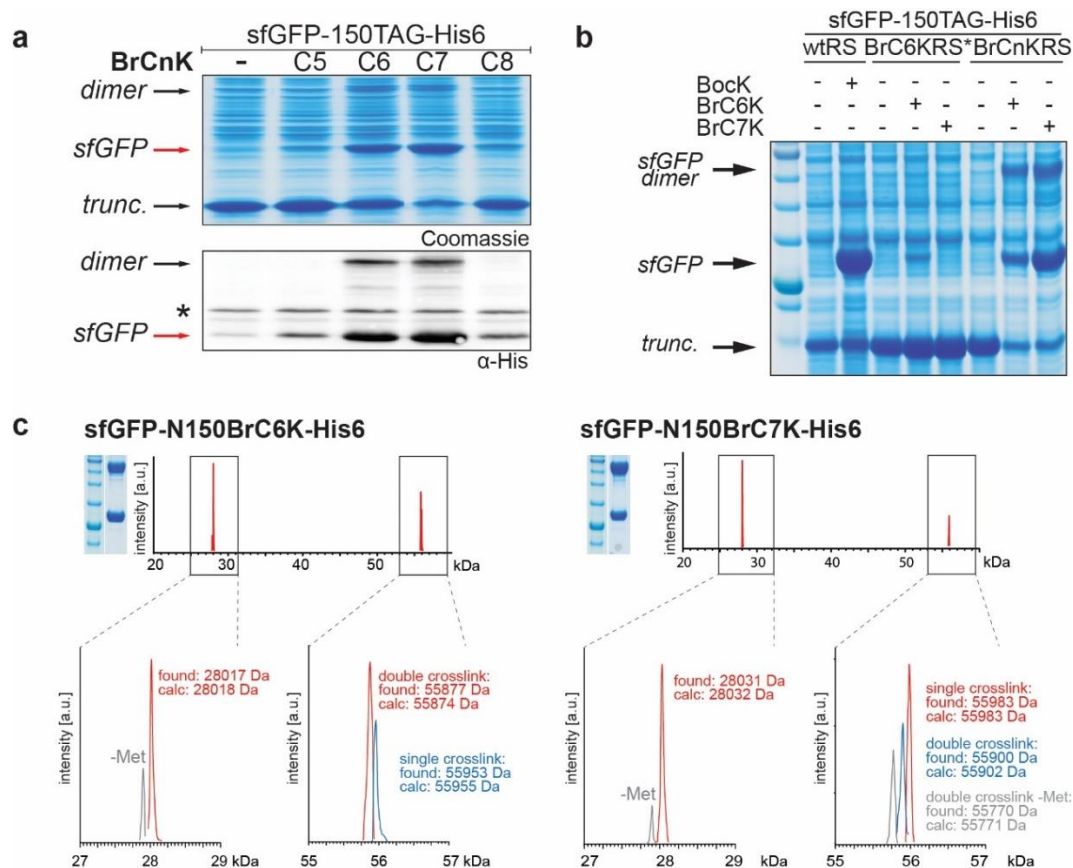 a
sfGFP-150TAG-His6
BrCnK - C5 C6 C7 C8
dimer
sfGFP
trunc.
Coomassie
dimer
*
sfGFP
α-His
b
sfGFP-150TAG-His6
wtRS BrC6KRS *BrCnKRS
BocK - + - - - - - -
BrC6K - - - + - - + -
BrC7K - - - - + - - +
sfGFP
dimer
sfGFP
trunc.
c
sfGFP-N150BrC6K-His6
intensity [a.u.]
20 30 40 50 kDa
intensity [a.u.]
found: 28017 Da
calc: 28018 Da
-Met
27 28 29 kDa
intensity [a.u.]
double crosslink:
found: 55877 Da
calc: 55874 Da
single crosslink:
found: 55953 Da
calc: 55955 Da
55 56 57 kDa
sfGFP-N150BrC7K-His6
intensity [a.u.]
20 30 40 50 kDa
intensity [a.u.]
found: 28031 Da
calc: 28032 Da
-Met
27 28 29 kDa
intensity [a.u.]
single crosslink:
found: 55983 Da
calc: 55983 Da
double crosslink:
found: 55900 Da
calc: 55902 Da
double crosslink -Met:
found: 55770 Da
calc: 55771 Da
55 56 57 kDa